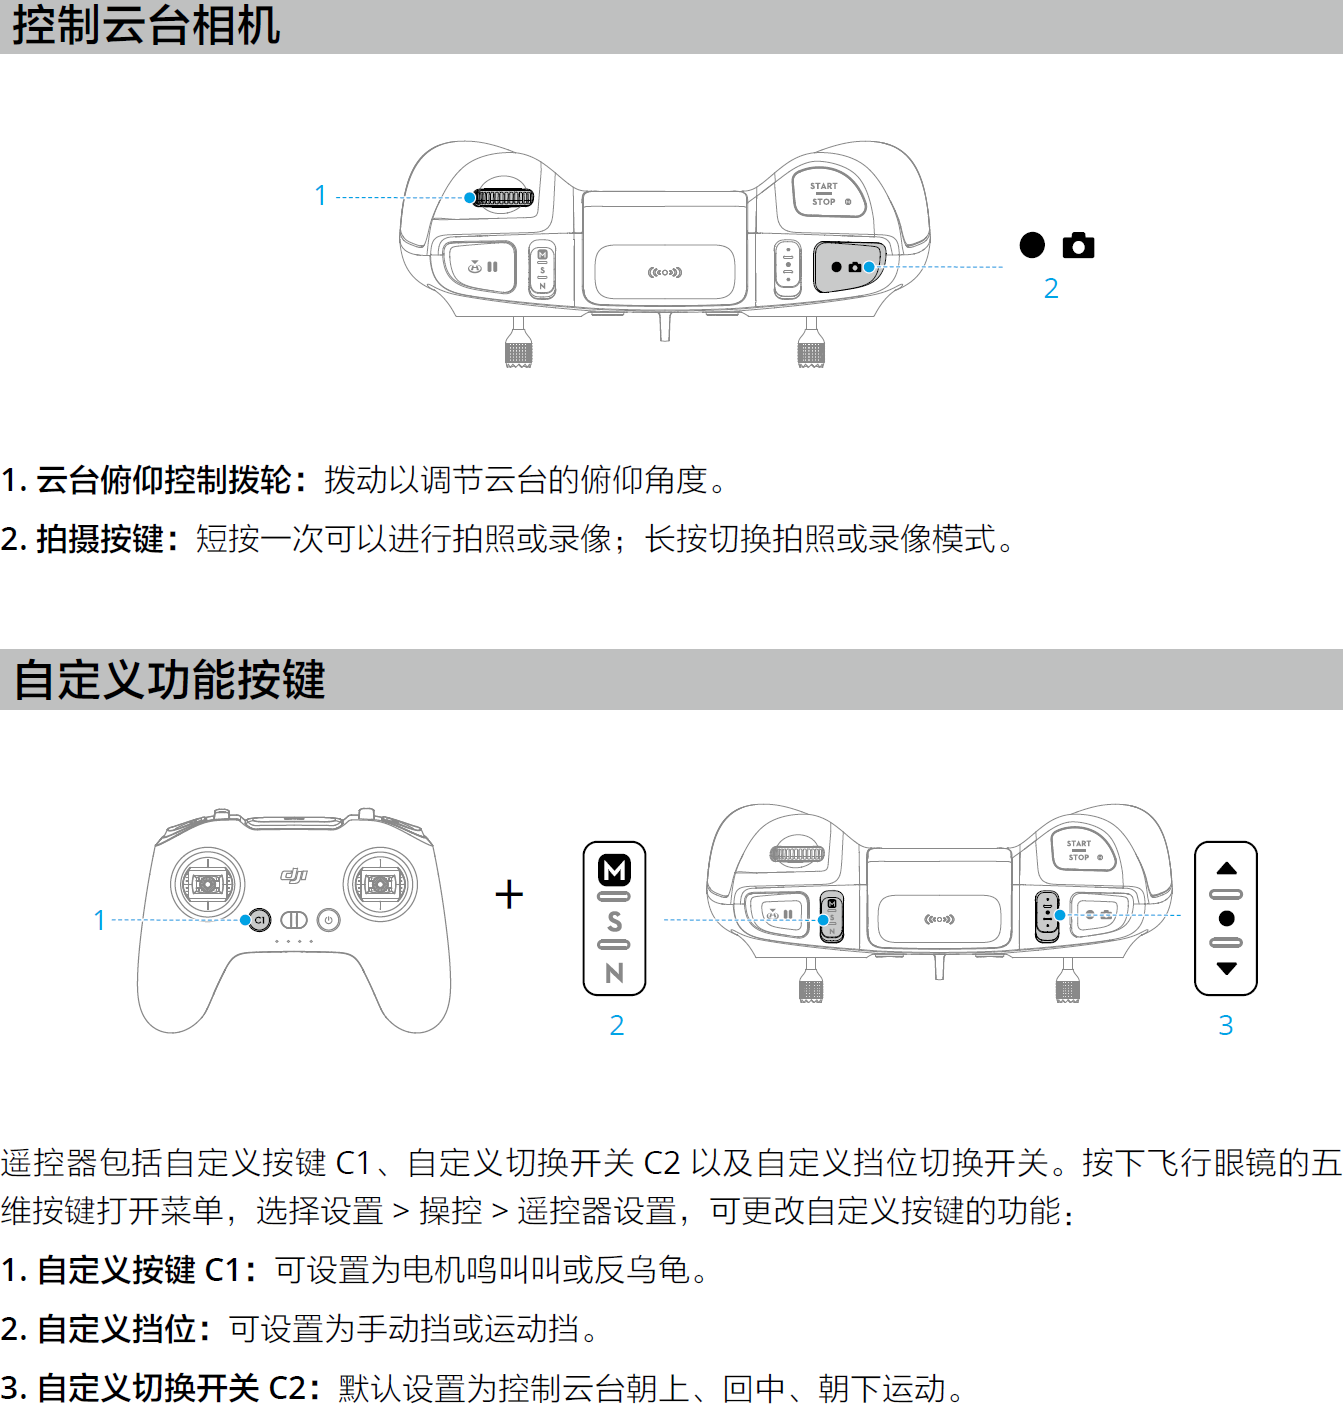 控制云台相机
1
START
STOP
M
S
N
2
1. 云台俯仰控制拨轮：拨动以调节云台的俯仰角度。
2. 拍摄按键：短按一次可以进行拍照或录像；长按切换拍照或录像模式。
自定义功能按键
dji
1
C1
+
M
S
N
2
M
S
N
START
STOP
3
遥控器包括自定义按键 C1、自定义切换开关 C2 以及自定义挡位切换开关。按下飞行眼镜的五
维按键打开菜单，选择设置 > 操控 > 遥控器设置，可更改自定义按键的功能：
1. 自定义按键 C1：可设置为电机鸣叫叫或反乌龟。
2. 自定义挡位：可设置为手动挡或运动挡。
3. 自定义切换开关 C2：默认设置为控制云台朝上、回中、朝下运动。